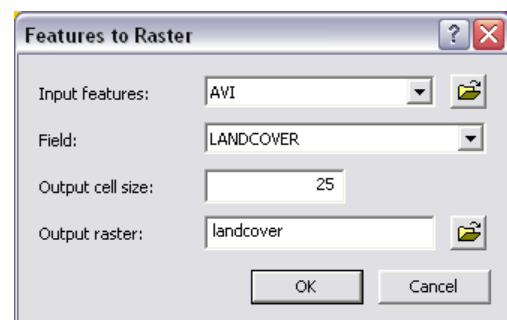 Features to Raster
Input features: AVI
Field: LANDCOVER
Output cell size: 25
Output raster: landcover
OK Cancel